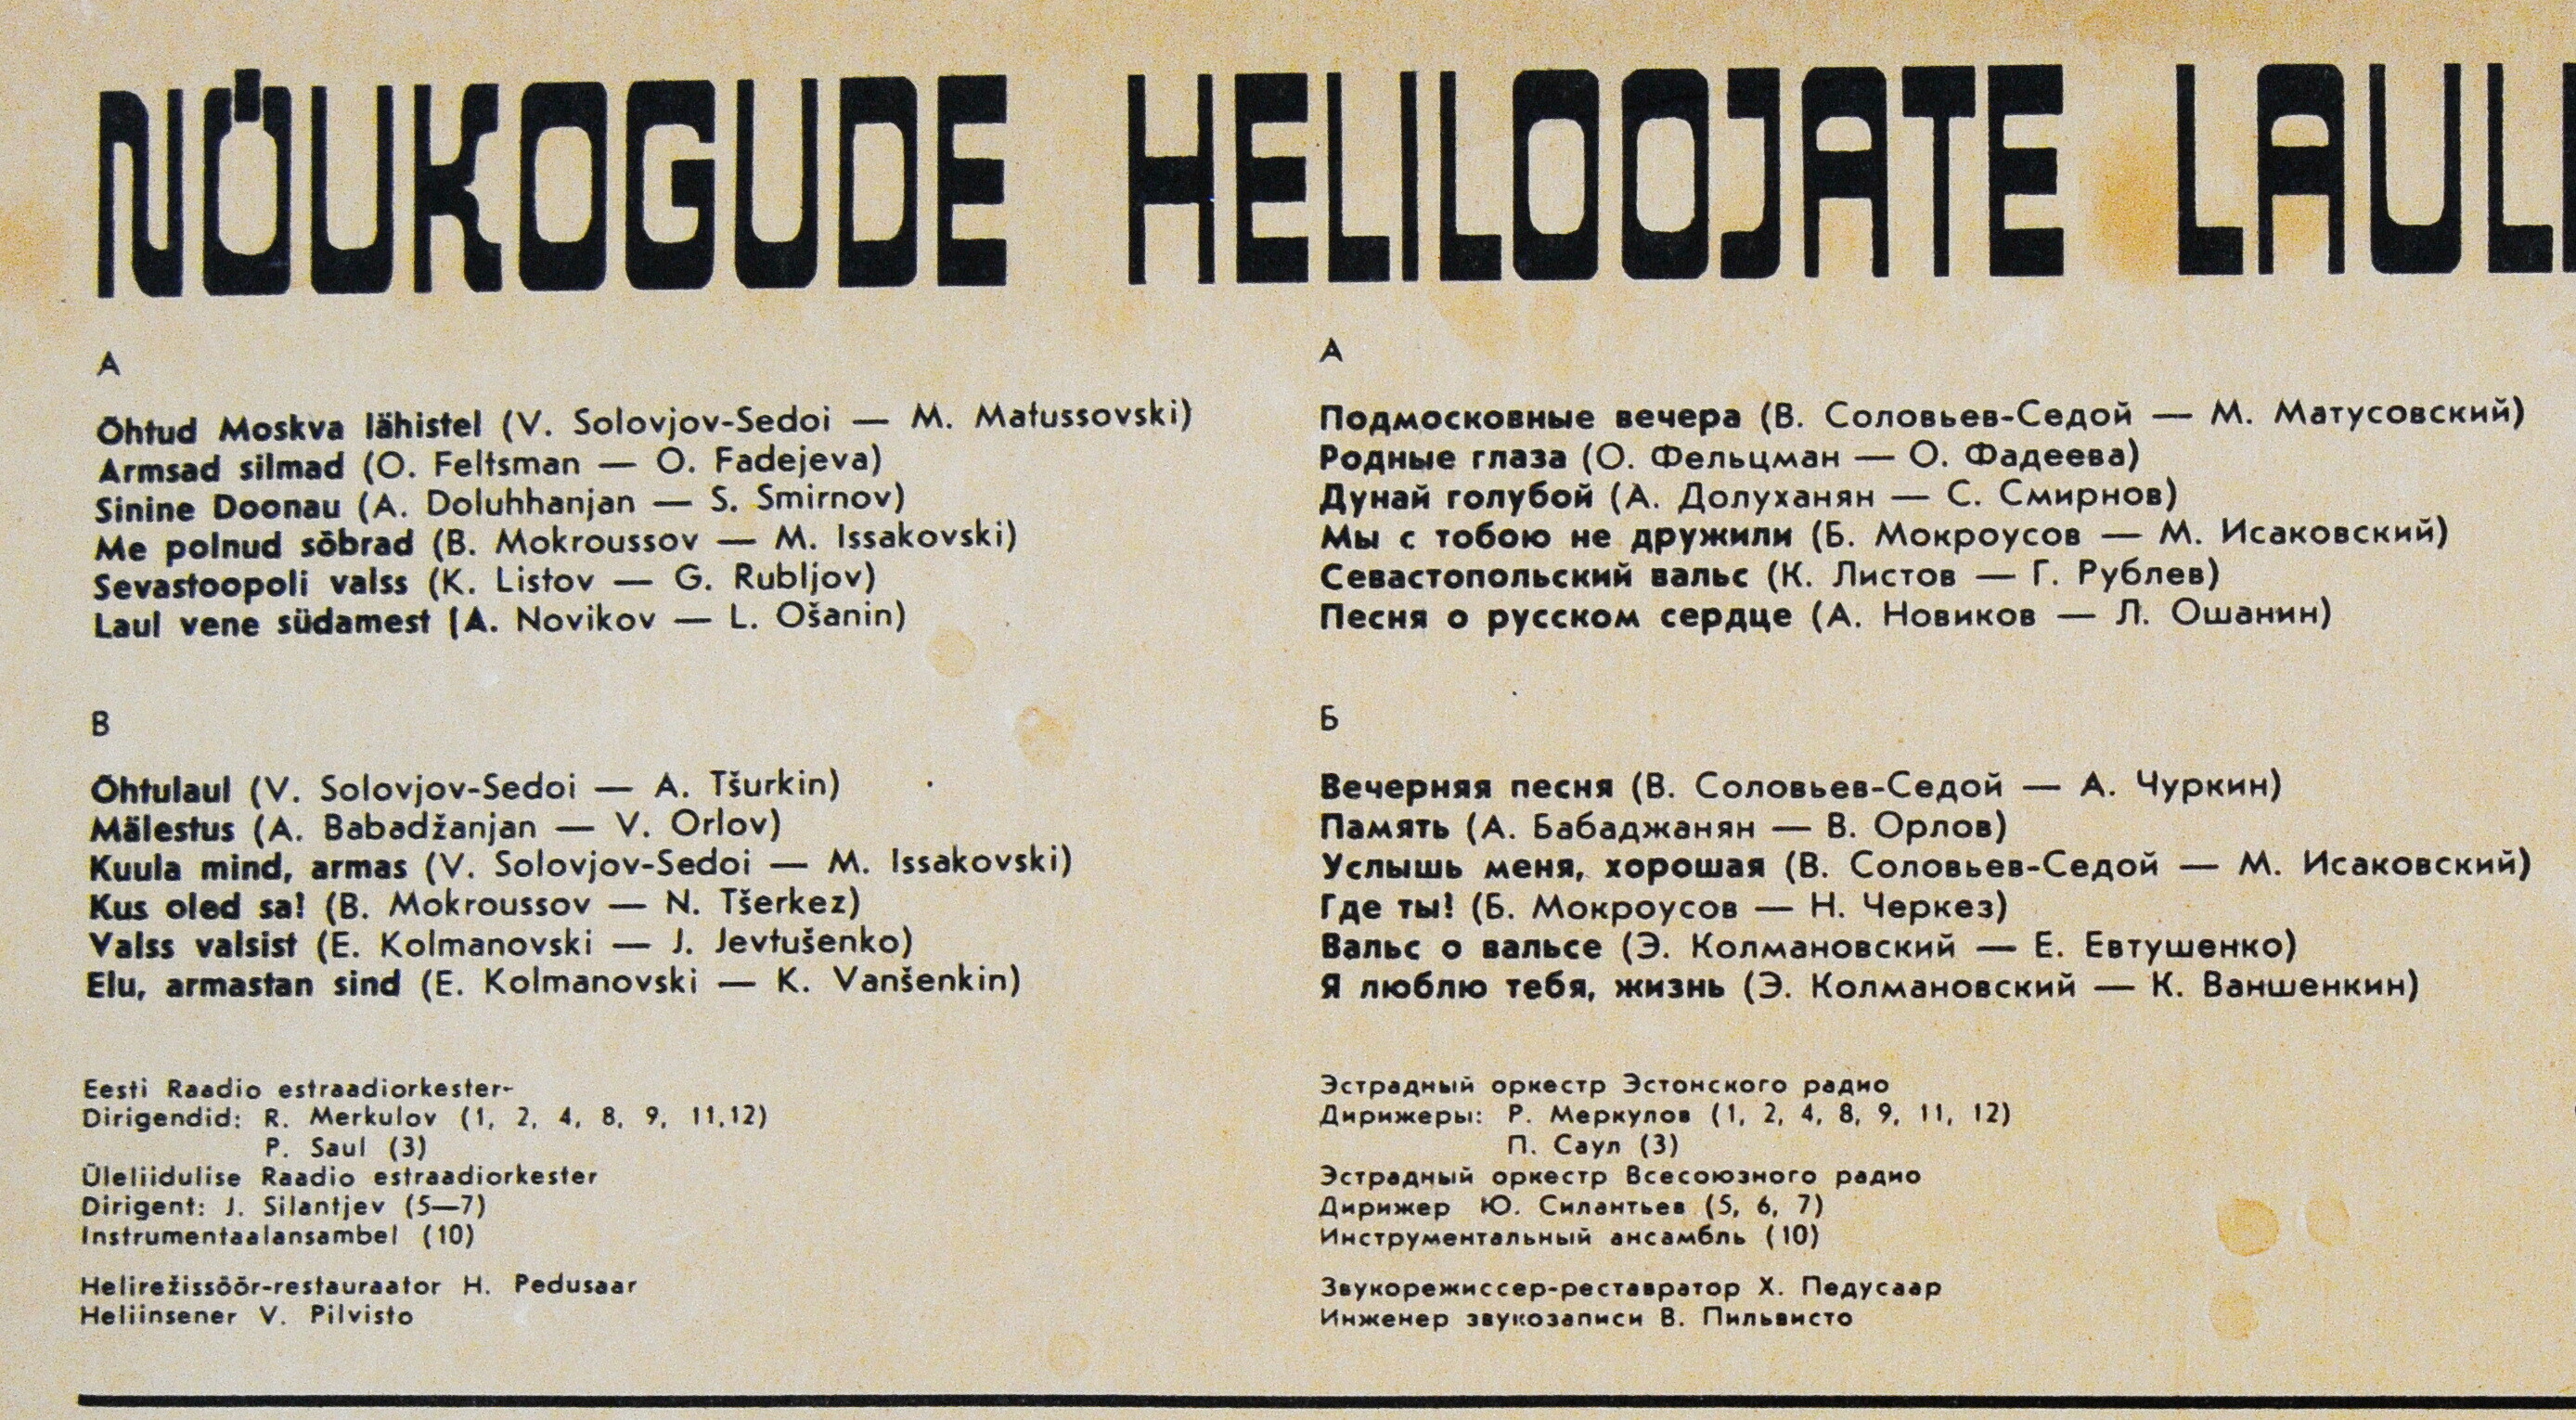 NÕUKOGUDE HELILOOJATE
A
Õhtud Moskva lähistel (V. Solovjov-Sedoi — M. Matussovski)
Armsad silmad (O. Feltsman — O. Fadejeva)
Sinine Doonau (A. Doluhhanjan — S. Smirnov)
Me polnud sõbrad (B. Mokroussov — M. Issakovski)
Sevastoopoli valss (K. Listov — G. Rubljov)
Laul vene südamest (A. Novikov — L. Ošanin)
B
Õhtulaul (V. Solovjov-Sedoi — A. Tšurkin)
Mälestus (A. Babadžanjan — V. Orlov)
Kuula mind, armas (V. Solovjov-Sedoi — M. Issakovski)
Kus oled sa! (B. Mokroussov — N. Tšerkez)
Valss valsist (E. Kolmanovski — J. Jevtušenko)
Elu, armastan sind (E. Kolmanovski — K. Vanšenkin)
Eesti Raadio estraadiorkester-
Dirigendid: R. Merkulov (1, 2, 4, 8, 9, 11,12)
P. Saul (3)
Üleliidulise Raadio estraadiorkester
Dirigent: J. Silantjev (5—7)
Instrumentaalansambel (10)
Helirežissöör-restauraator H. Pedusaar
Heliinsener V. Pilvisto
А
Подмосковные вечера (В. Соловьев-Седой — М. Матусовский)
Родные глаза (О. Фельцман — О. Фадеева)
Дунай голубой (А. Долуханян — С. Смирнов)
Мы с тобою не дружили (Б. Мокроусов — М. Исаковский)
Севастопольский вальс (К. Листов — Г. Рублев)
Песня о русском сердце (А. Новиков — Л. Ошанин)
Б
Вечерняя песня (В. Соловьев-Седой — А. Чуркин)
Память (А. Бабаджанян — В. Орлов)
Услышь меня, хорошая (В. Соловьев-Седой — М. Исаковский)
Где ты! (Б. Мокроусов — Н. Черкез)
Вальс о вальсе (Э. Колмановский — Е. Евтушенко)
Я люблю тебя, жизнь (Э. Колмановский — К. Ваншенкин)
Эстрадный оркестр Эстонского радио
Дирижеры: Р. Меркулов (1, 2, 4, 8, 9, 11, 12)
П. Саул (3)
Эстрадный оркестр Всесоюзного радио
Дирижер Ю. Силантьев (5, 6, 7)
Инструментальный ансамбль (10)
Звукорежиссер-реставратор Х. Педусаар
Инженер звукозаписи В. Пильвисто